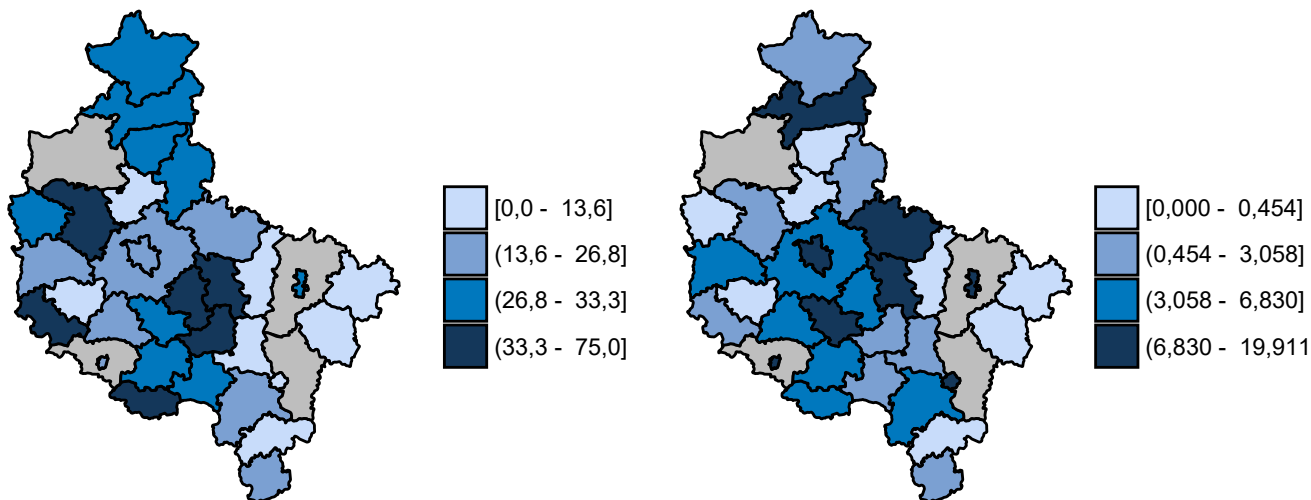 [0,0 - 13,6]
(13,6 - 26,8]
(26,8 - 33,3]
(33,3 - 75,0]
[0,000 - 0,454]
(0,454 - 3,058]
(3,058 - 6,830]
(6,830 - 19,911